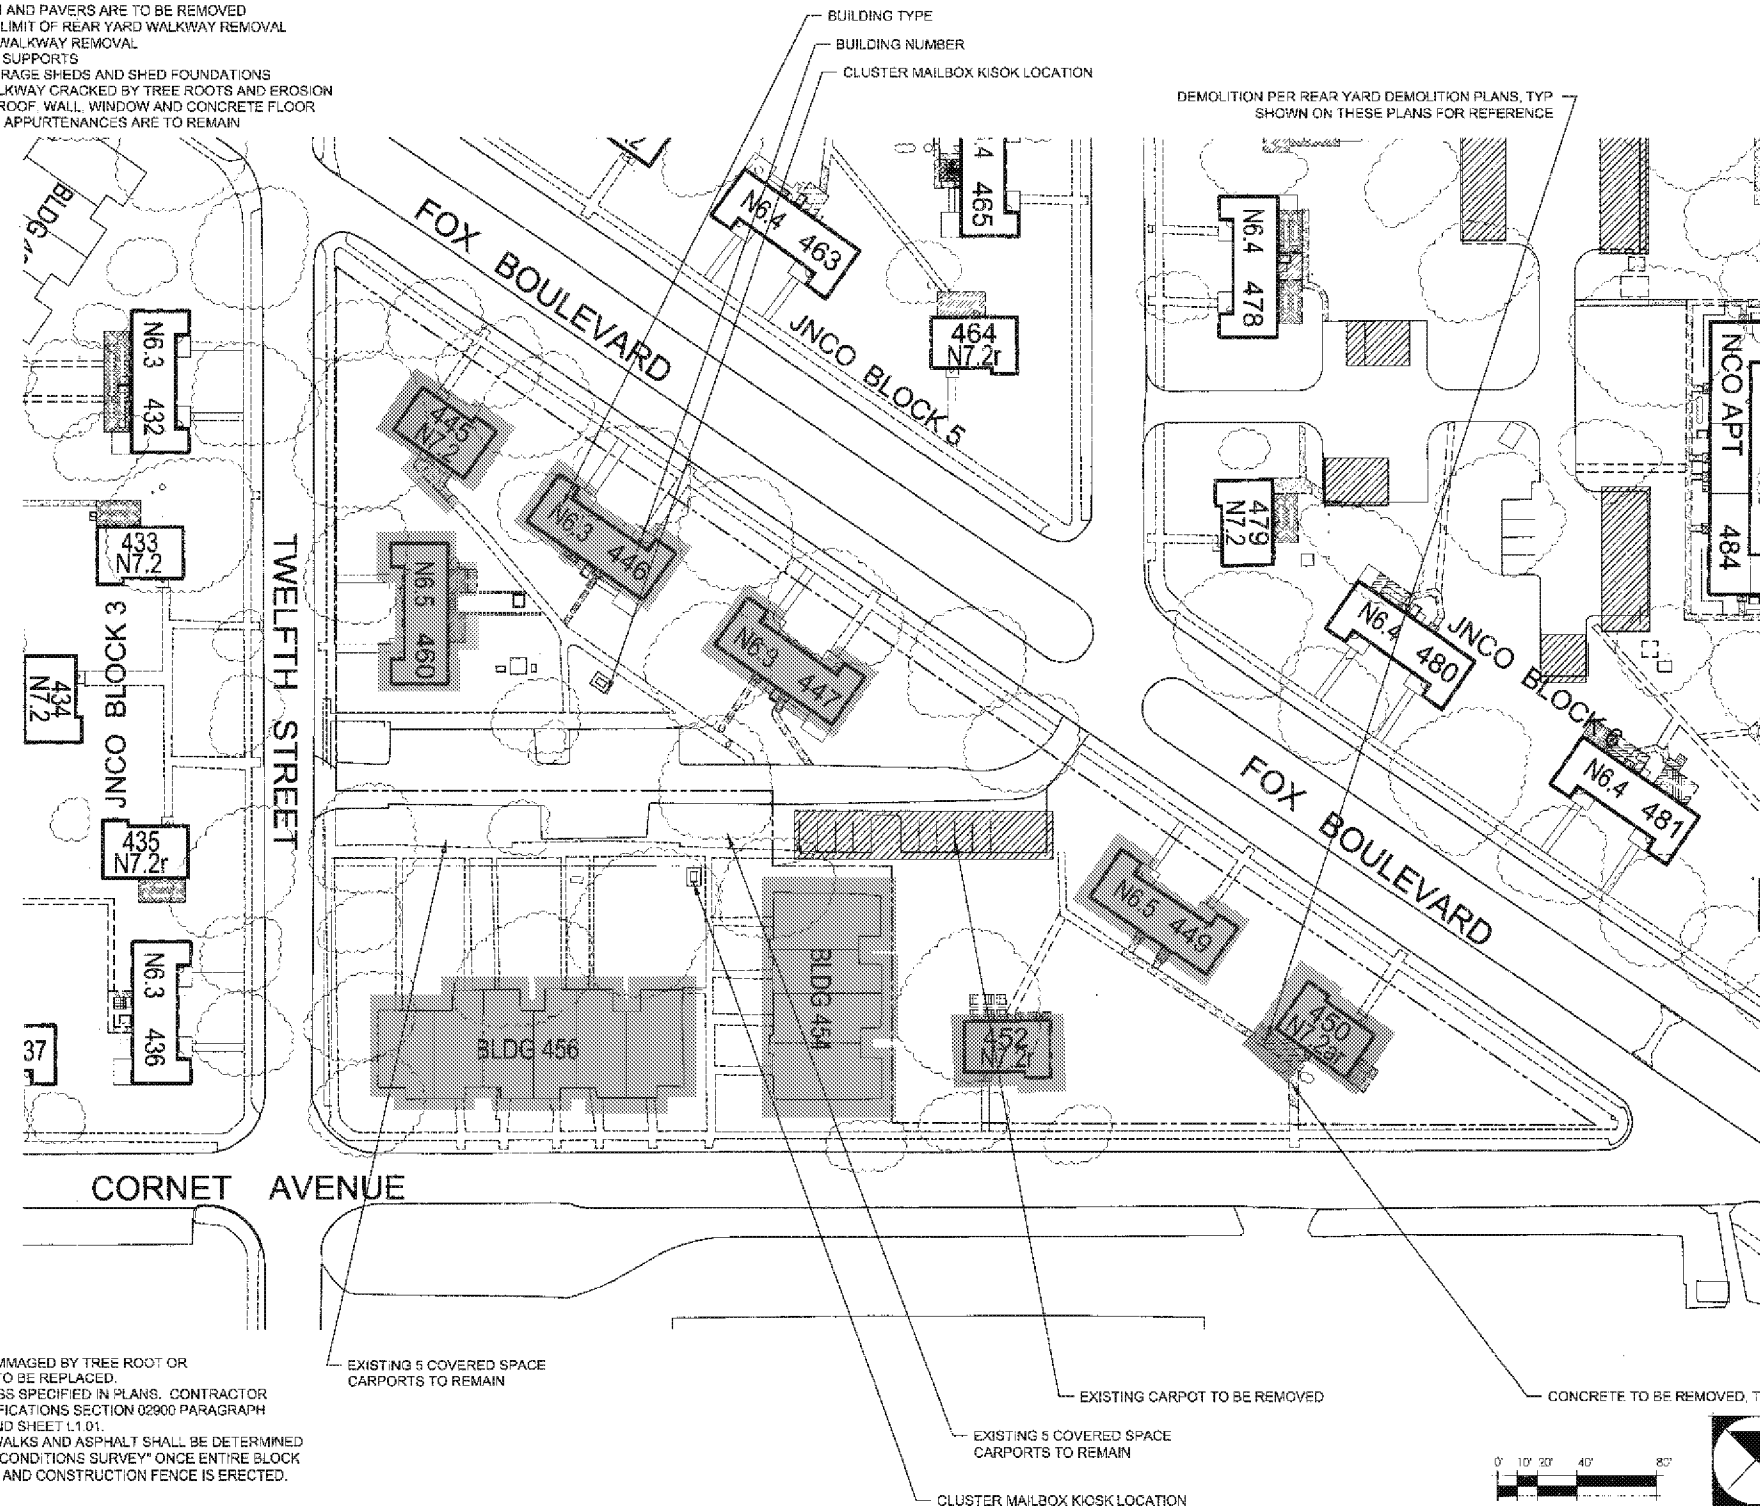 AND PAVERS ARE TO BE REMOVED
LIMIT OF REAR YARD WALKWAY REMOVAL
WALKWAY REMOVAL
SUPPORTS
RAGE SHEDS AND SHED FOUNDATIONS
LKWAY CRACKED BY TREE ROOTS AND EROSION
ROOF, WALL, WINDOW AND CONCRETE FLOOR
APPURTENANCES ARE TO REMAIN
BUILDING TYPE
BUILDING NUMBER
CLUSTER MAILBOX KISOK LOCATION
DEMOLITION PER REAR YARD DEMOLITION PLANS, TYP
SHOWN ON THESE PLANS FOR REFERENCE
BLDG
FOX BOULEVARD
N6.4 463
.4 465
464
N7.2r
JNCO BLOCK 5
N6.4 478
NCO APT
484
N6.3 432
445
N7.2
N6.3 446
479
N7.2
433
N7.2
N6.5 460
N6.3 447
N6.4 480
JNCO BLOCK 6
434
N7.2
JNCO BLOCK 3
TWELFTH STREET
FOX BOULEVARD
N6.4 481
435
N7.2r
N6.5 449
N6.3 436
37
BLDG 456
BLDG 454
452
N7.2r
450
N7.2ar
CORNET AVENUE
EXISTING 5 COVERED SPACE
CARPORTS TO REMAIN
EXISTING CARPOT TO BE REMOVED
CONCRETE TO BE REMOVED, T
EXISTING 5 COVERED SPACE
CARPORTS TO REMAIN
CLUSTER MAILBOX KIOSK LOCATION
MMAGED BY TREE ROOT OR
TO BE REPLACED.
SS SPECIFIED IN PLANS. CONTRACTOR
FICATIONS SECTION 02900 PARAGRAPH
ND SHEET L1.01.
WALKS AND ASPHALT SHALL BE DETERMINED
CONDITIONS SURVEY" ONCE ENTIRE BLOCK
AND CONSTRUCTION FENCE IS ERECTED.
0' 10' 20' 40' 80'